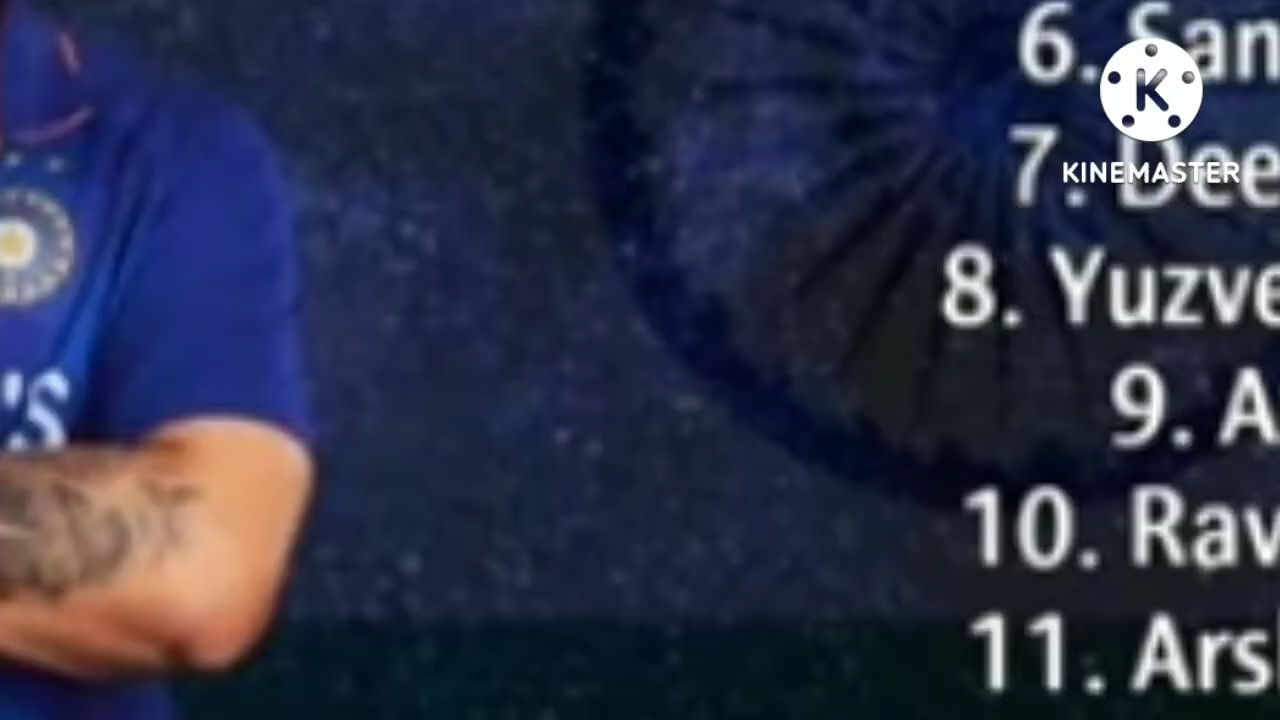 6. San
7. Dee
8. Yuzve
9. A
10. Rav
11. Arsh
KINEMASTER
'S